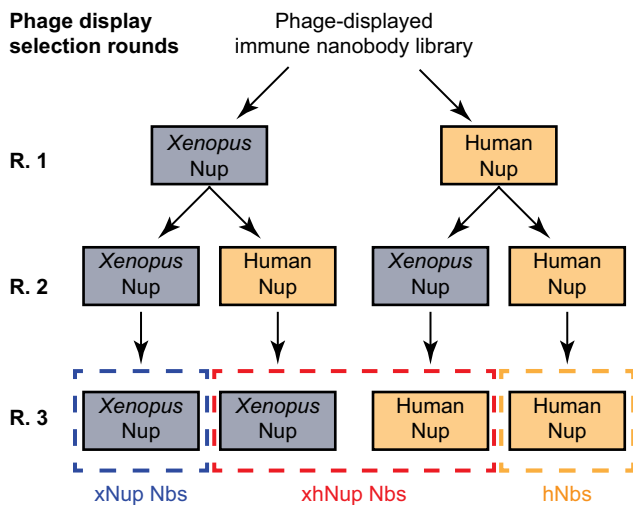 Phage display
selection rounds
Phage-displayed
immune nanobody library
R. 1
Xenopus
Nup
Human
Nup
R. 2
Xenopus
Nup
Human
Nup
Xenopus
Nup
Human
Nup
R. 3
Xenopus
Nup
Xenopus
Nup
Human
Nup
Human
Nup
xNup Nbs
xhNup Nbs
hNbs